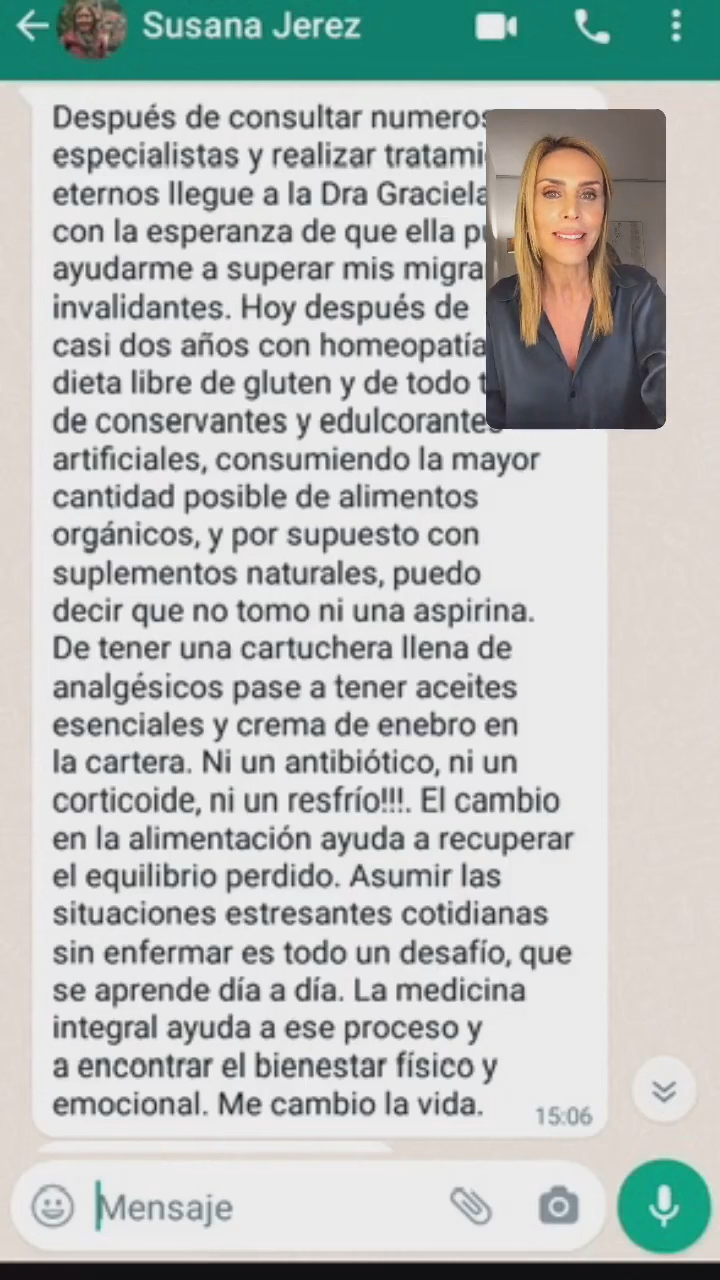 Susana Jerez
Después de consultar
especialistas y realizar
eternos llegue a la Dra Graciela
con la esperanza de que ella
ayudarme a superar mis
invalidantes. Hoy después de
casi dos años con homeopatía
dieta libre de gluten y de todo
de conservantes y
artificiales, consumiendo la mayor
cantidad posible de alimentos
orgánicos, y por supuesto con
suplementos naturales, puedo
decir que no tomo ni una aspirina.
De tener una cartuchera llena de
analgésicos pase a tener aceites
esenciales y crema de enebro en
la cartera. Ni un antibiótico, ni un
corticoide, ni un resfrío!!!. El cambio
en la alimentación ayuda a recuperar
el equilibrio perdido. Asumir las
situaciones estresantes cotidianas
sin enfermar es todo un desafío, que
se aprende día a día. La medicina
integral ayuda a ese proceso y
a encontrar el bienestar físico y
emocional. Me cambio la vida.
15:06
Mensaje